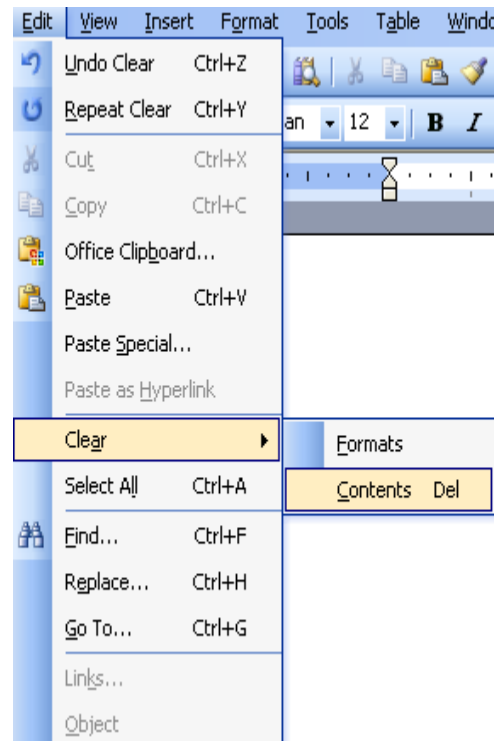 Edit View Insert Format Tools Table Windo
Undo Clear Ctrl+Z
Repeat Clear Ctrl+Y
an 12 B I
Cut Ctrl+X
Copy Ctrl+C
Office Clipboard...
Paste Ctrl+V
Paste Special...
Paste as Hyperlink
Clear Formats
Select All Ctrl+A Contents Del
Find... Ctrl+F
Replace... Ctrl+H
Go To... Ctrl+G
Links...
Object